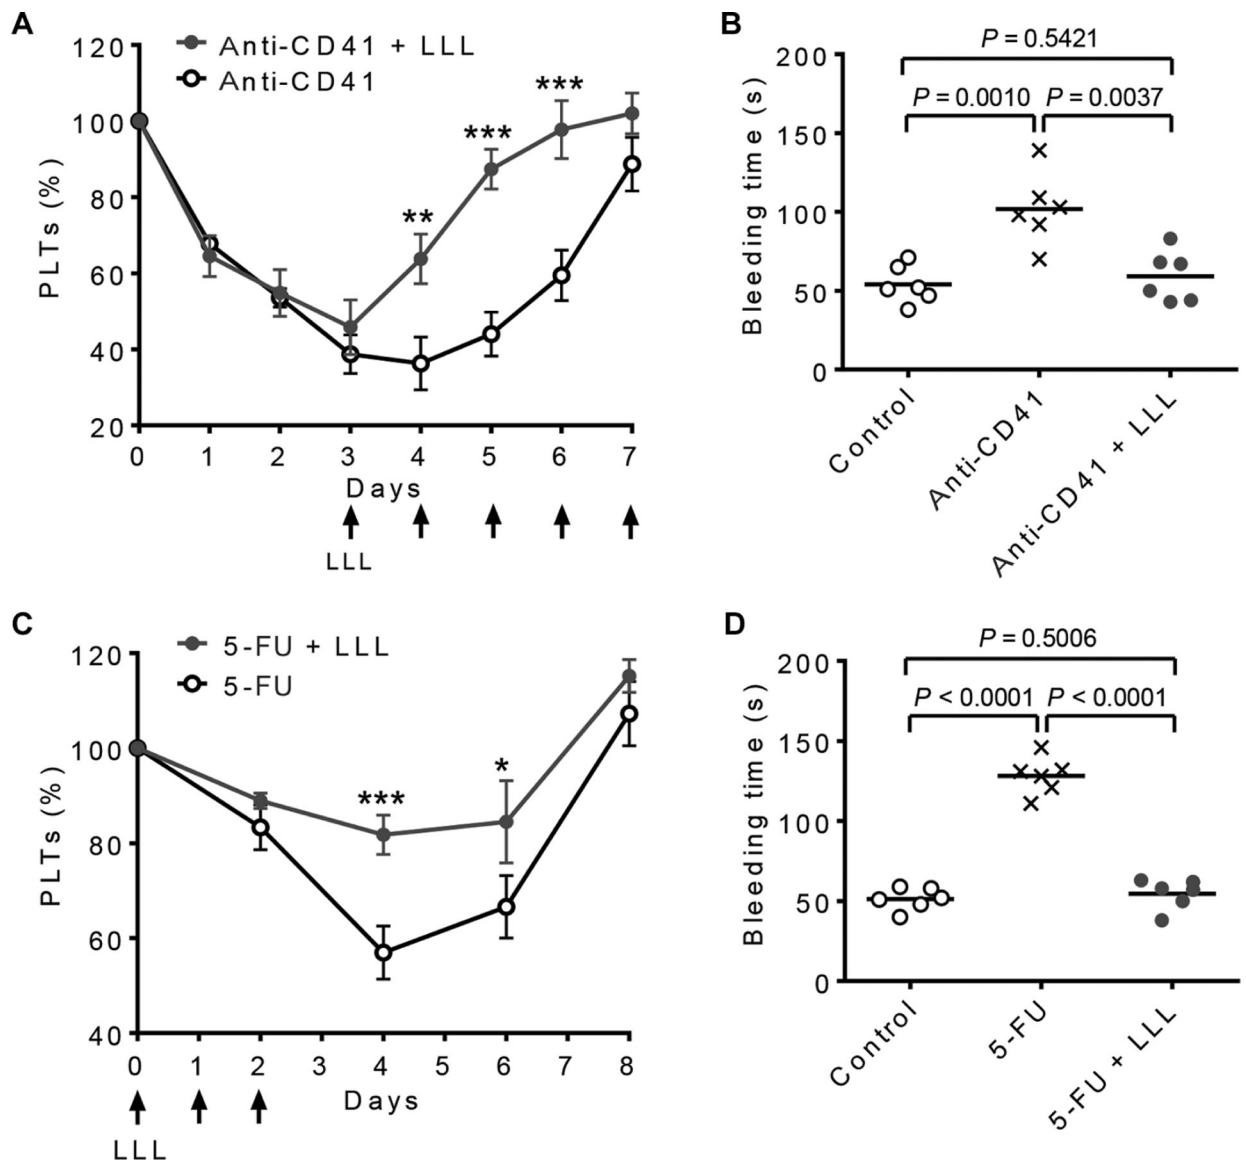 A
Anti-CD41 + LLL
Anti-CD41
PLTs (%)
120
100
80
60
40
20
***
***
**
0 1 2 3 4 5 6 7
Days
LLL
B
P = 0.5421
P = 0.0010 P = 0.0037
Bleeding time (s)
200
150
100
50
0
Control
Anti-CD41
Anti-CD41 + LLL
C
5-FU + LLL
5-FU
PLTs (%)
120
100
80
60
40
***
*
0 1 2 3 4 5 6 7 8
Days
LLL
D
P = 0.5006
P < 0.0001 P < 0.0001
Bleeding time (s)
200
150
100
50
0
Control
5-FU
5-FU + LLL